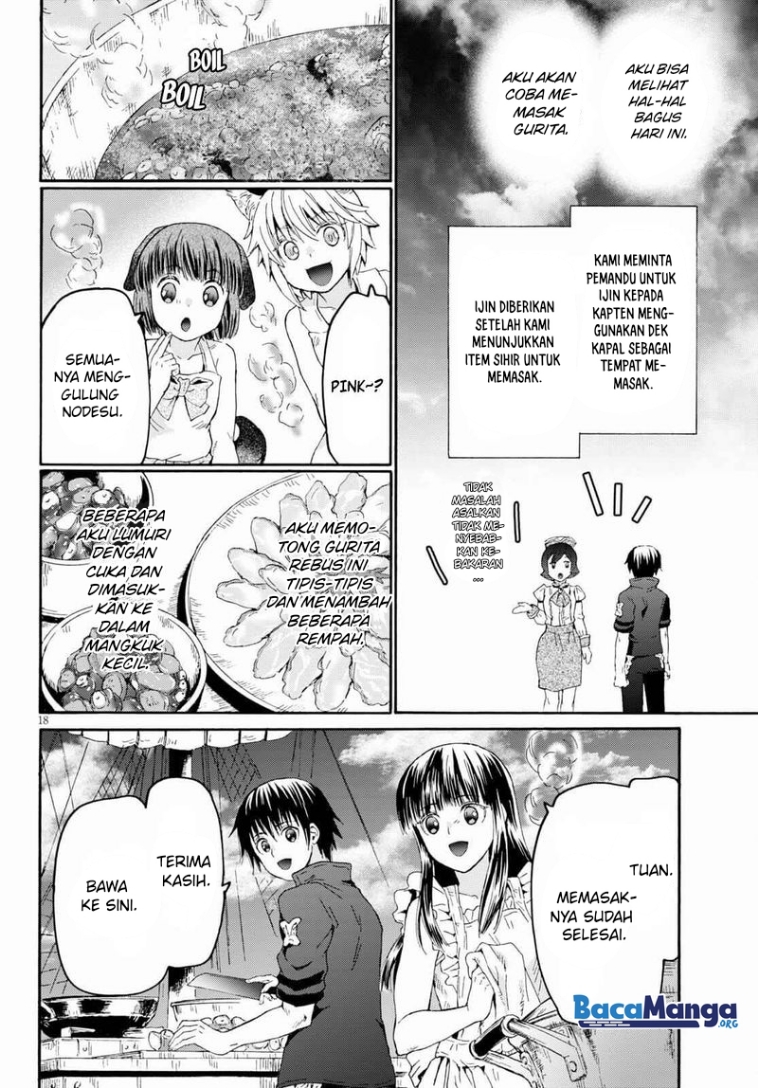 AKU BISA
MELIHAT
HAL-HAL
BAGUS
HARI INI.
AKU AKAN
COBA ME-
MASAK
GURITA.
KAMI MEMINTA
PEMANDU UNTUK
IJIN KEPADA
KAPTEN MENG-
GUNAKAN DEK
KAPAL SEBAGAI
TEMPAT ME-
MASAK.
IJIN DIBERIKAN
SETELAH KAMI
MENUNJUKKAN
ITEM SIHIR UNTUK
MEMASAK.
TIDAK
MASALAH
ASALKAN
TIDAK ME-
NYEBAB-
KAN KE-
BAKARAN
...
BOIL
BOIL
PINK~?
SEMUA-
NYA MENG-
GULUNG
NODESU.
AKU MEMO-
TONG GURITA
REBUS INI
TIPIS-TIPIS
DAN MENAMBAH
BEBERAPA
REMPAH.
BEBERAPA
AKU LUMURI
DENGAN
CUKA DAN
DIMASUK-
KAN KE
DALAM
MANGKUK
KECIL.
18
TUAN.
MEMASAK-
NYA SUDAH
SELESAI.
TERIMA
KASIH.
BAWA
KE SINI.
BacaManga
.ORG